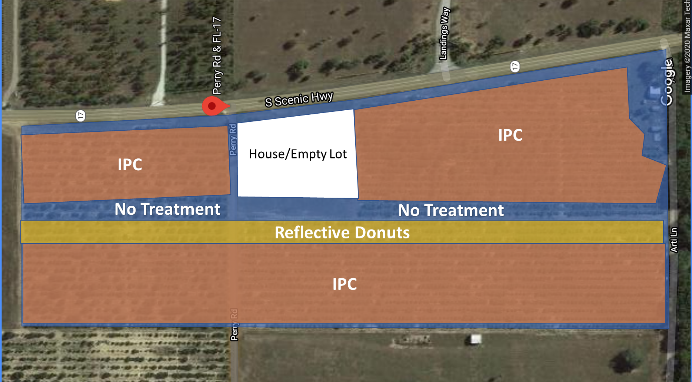 Perry Rd & FL-17
Landings Way
Imagery ©2020 Maxar Tech
Google
17
17
S Scenic Hwy
Perry Rd
IPC
House/Empty Lot
IPC
No Treatment
No Treatment
Reflective Donuts
Arti Ln
IPC
Perry Rd